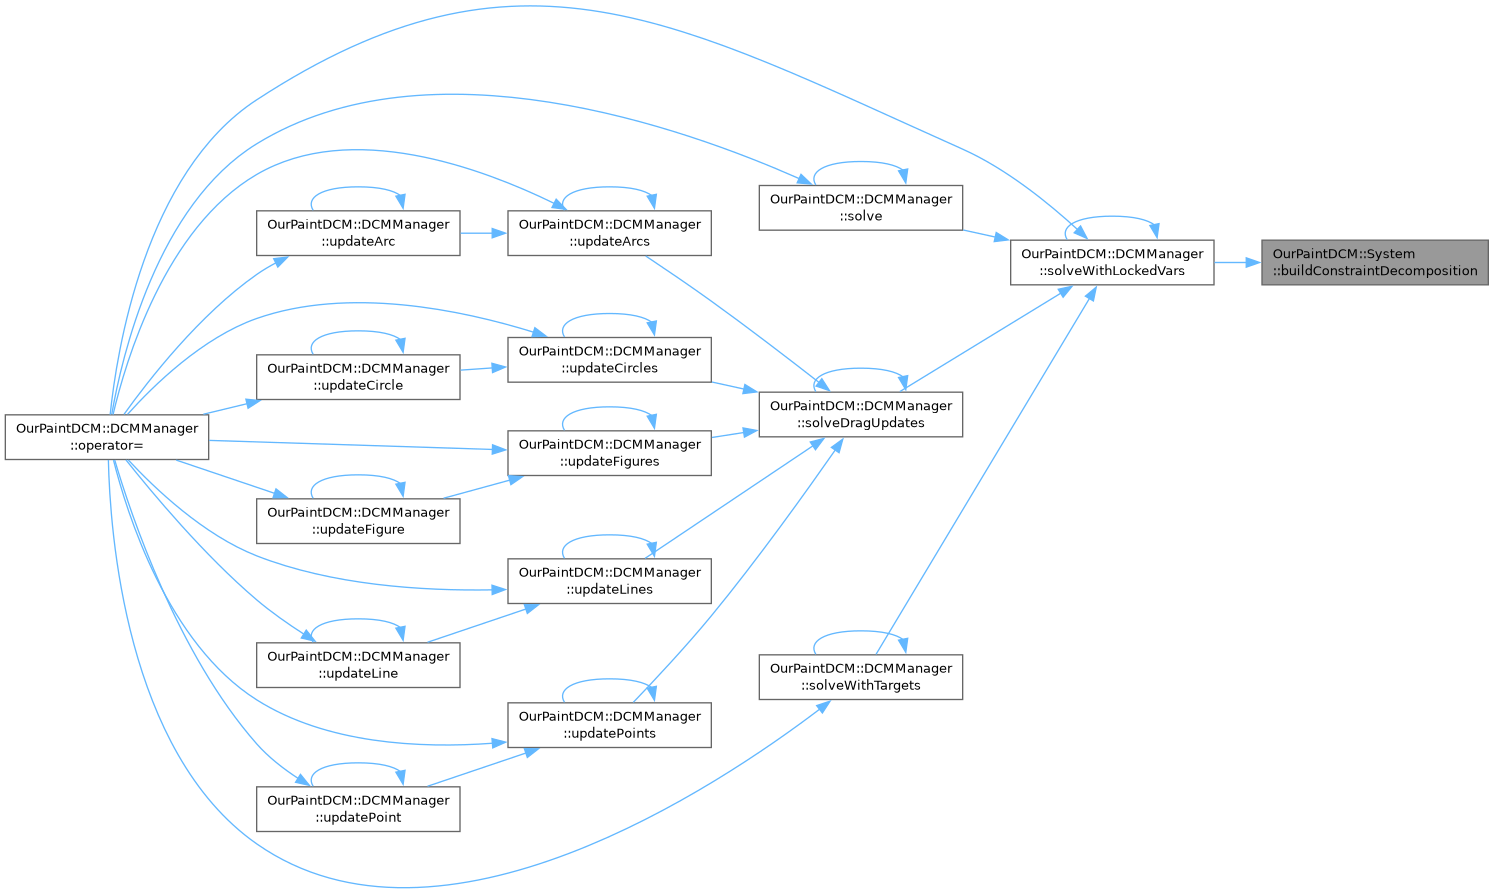 OurPaintDCM::DCMManager
::operator=
OurPaintDCM::DCMManager
::updateArc
OurPaintDCM::DCMManager
::updateCircle
OurPaintDCM::DCMManager
::updateFigure
OurPaintDCM::DCMManager
::updateLine
OurPaintDCM::DCMManager
::updatePoint
OurPaintDCM::DCMManager
::updateArcs
OurPaintDCM::DCMManager
::updateCircles
OurPaintDCM::DCMManager
::updateFigures
OurPaintDCM::DCMManager
::updateLines
OurPaintDCM::DCMManager
::updatePoints
OurPaintDCM::DCMManager
::solve
OurPaintDCM::DCMManager
::solveDragUpdates
OurPaintDCM::DCMManager
::solveWithTargets
OurPaintDCM::DCMManager
::solveWithLockedVars
OurPaintDCM::System
::buildConstraintDecomposition